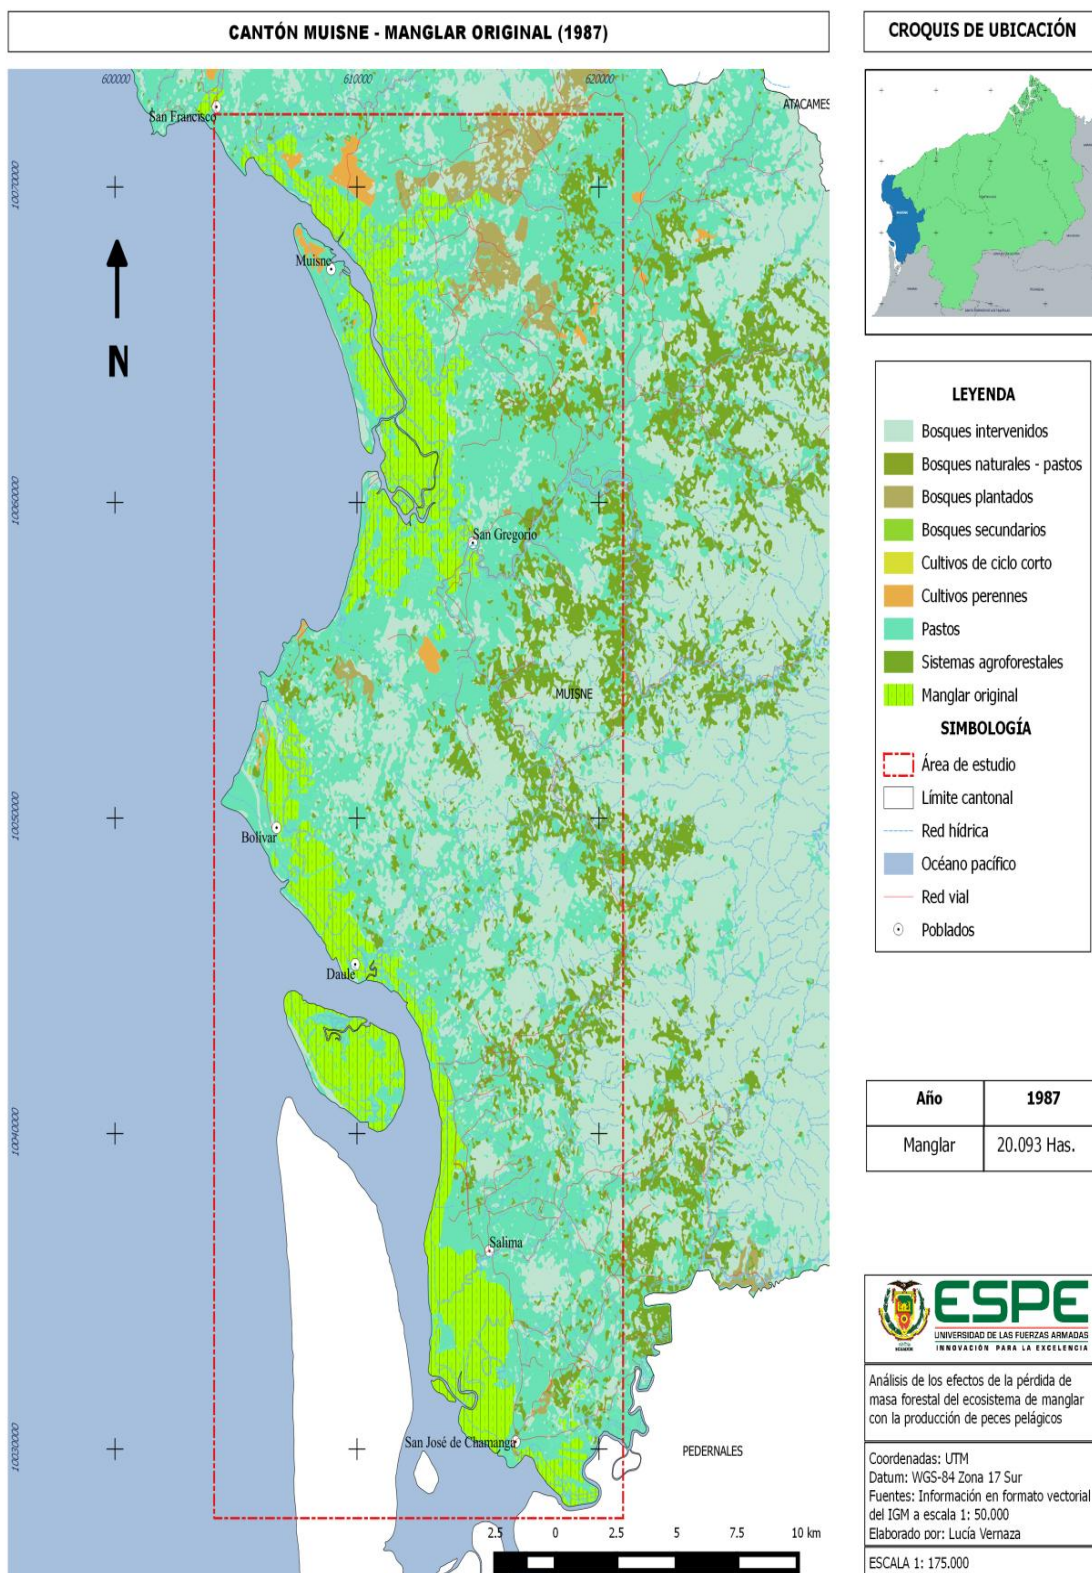 CANTÓN MUISNE - MANGLAR ORIGINAL (1987)
CROQUIS DE UBICACIÓN
600000
610000
620000
ATACAMES
San Francisco
10070000
Muisne
N
10060000
San Gregorio
MUISNE
10050000
Bolívar
Daule
10040000
Salima
San José de Chamanga
10030000
PEDERNALES
2.5 0 2.5 5 7.5 10 km
LEYENDA
Bosques intervenidos
Bosques naturales - pastos
Bosques plantados
Bosques secundarios
Cultivos de ciclo corto
Cultivos perennes
Pastos
Sistemas agroforestales
Manglar original
SIMBOLOGÍA
Área de estudio
Límite cantonal
Red hídrica
Océano pacífico
Red vial
Poblados
Año 1987
Manglar 20.093 Has.
ESPE
UNIVERSIDAD DE LAS FUERZAS ARMADAS
INNOVACIÓN PARA LA EXCELENCIA
ECUADOR
Análisis de los efectos de la pérdida de
masa forestal del ecosistema de manglar
con la producción de peces pelágicos
Coordenadas: UTM
Datum: WGS-84 Zona 17 Sur
Fuentes: Información en formato vectorial
del IGM a escala 1: 50.000
Elaborado por: Lucía Vernaza
ESCALA 1: 175.000